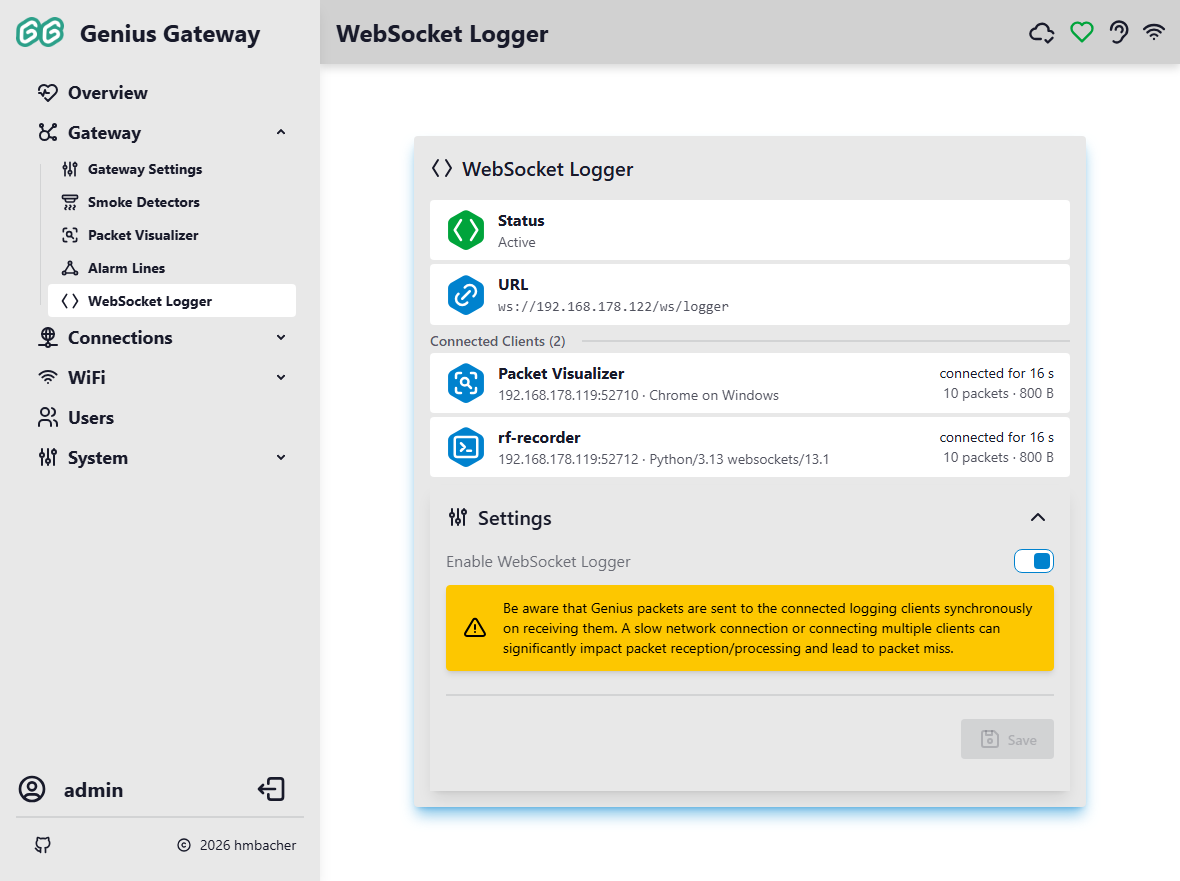 Genius Gateway
WebSocket Logger
Overview
Gateway
Gateway Settings
Smoke Detectors
Packet Visualizer
Alarm Lines
WebSocket Logger
Connections
WiFi
Users
System
admin
© 2026 hmbacher
WebSocket Logger
Status
Active
URL
ws://192.168.178.122/ws/logger
Connected Clients (2)
Packet Visualizer
connected for 16 s
192.168.178.119:52710 · Chrome on Windows
10 packets · 800 B
rf-recorder
connected for 16 s
192.168.178.119:52712 · Python/3.13 websockets/13.1
10 packets · 800 B
Settings
Enable WebSocket Logger
Be aware that Genius packets are sent to the connected logging clients synchronously
on receiving them. A slow network connection or connecting multiple clients can
significantly impact packet reception/processing and lead to packet miss.
Save